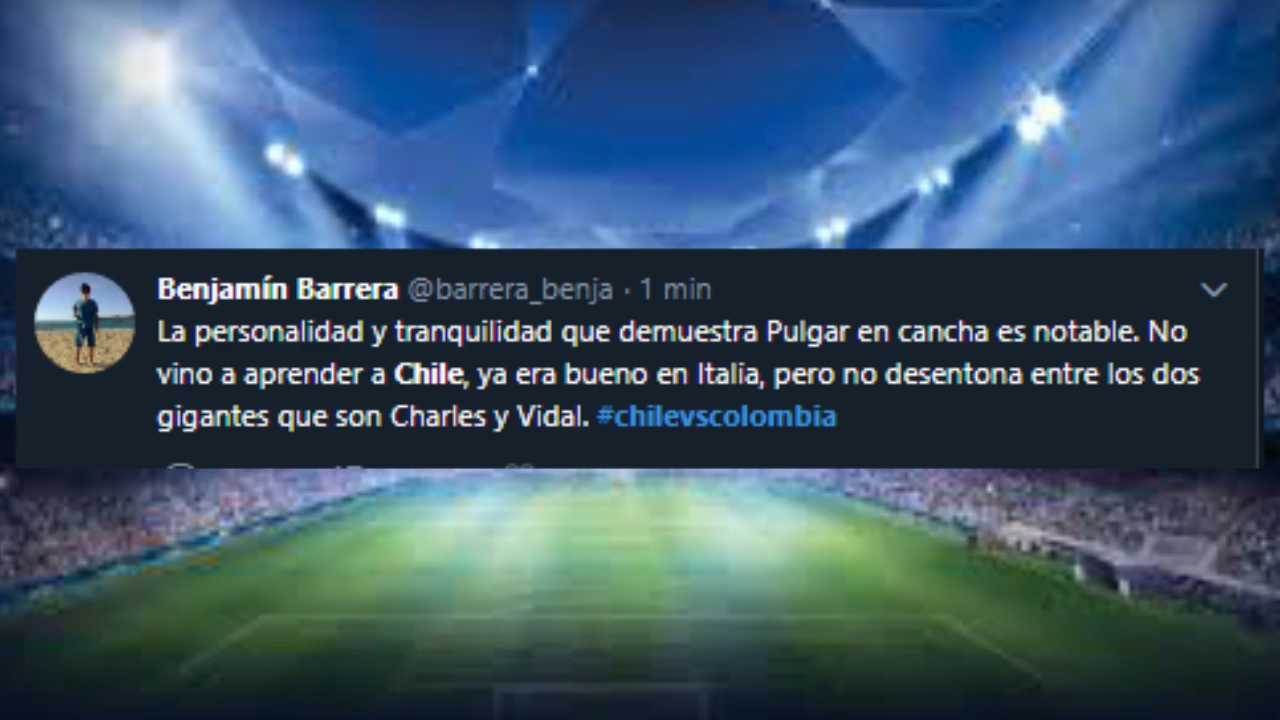 Benjamín Barrera @barrera_benja · 1 min
La personalidad y tranquilidad que demuestra Pulgar en cancha es notable. No
vino a aprender a Chile, ya era bueno en Italia, pero no desentona entre los dos
gigantes que son Charles y Vidal. #chilevscolombia